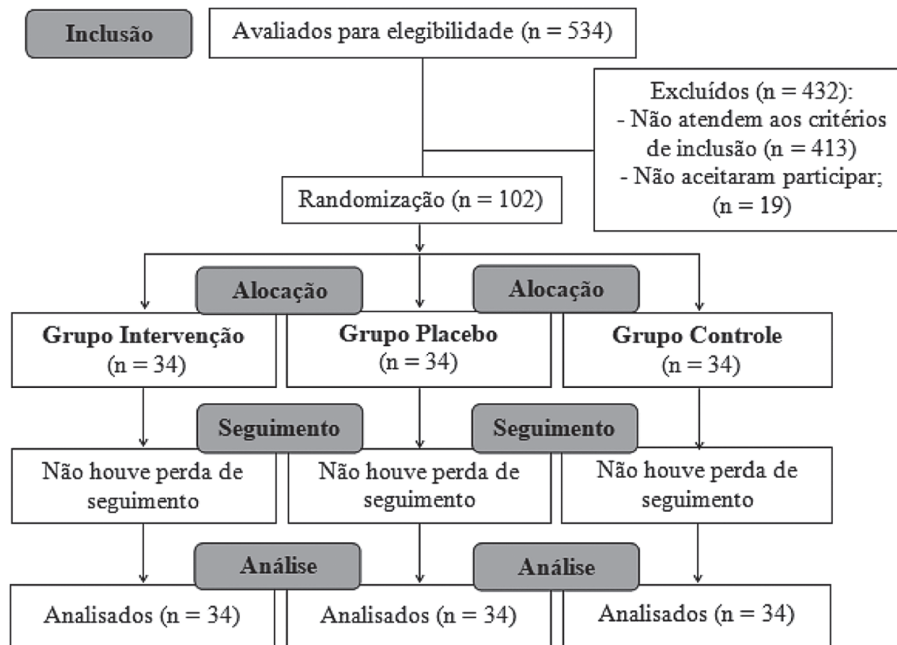 Inclusão
Avaliados para elegibilidade (n = 534)
Excluídos (n = 432):
- Não atendem aos critérios
de inclusão (n = 413)
- Não aceitaram participar;
(n = 19)
Randomização (n = 102)
Alocação
Alocação
Grupo Intervenção
(n = 34)
Grupo Placebo
(n = 34)
Grupo Controle
(n = 34)
Seguimento
Seguimento
Não houve perda de
seguimento
Não houve perda de
seguimento
Não houve perda de
seguimento
Análise
Análise
Analisados (n = 34)
Analisados (n = 34)
Analisados (n = 34)